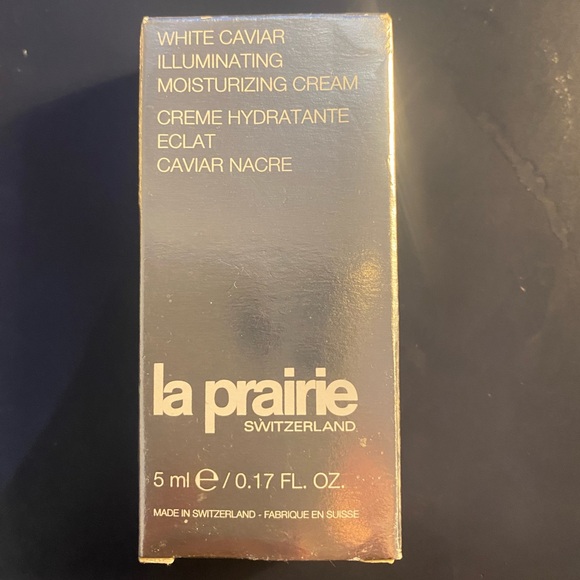 WHITE CAVIAR
ILLUMINATING
MOISTURIZING CREAM
CREME HYDRATANTE
ECLAT
CAVIAR NACRE
la prairie
SWITZERLAND
5 ml ℮ / 0.17 FL. OZ.
MADE IN SWITZERLAND - FABRIQUE EN SUISSE